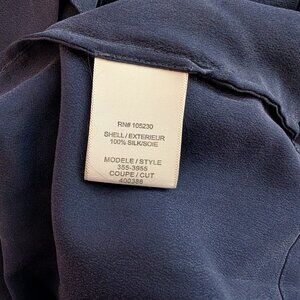 RN# 105230
SHELL / EXTERIEUR
100% SILK/SOIE
MODELE / STYLE
355-3955
COUPE / CUT
400386